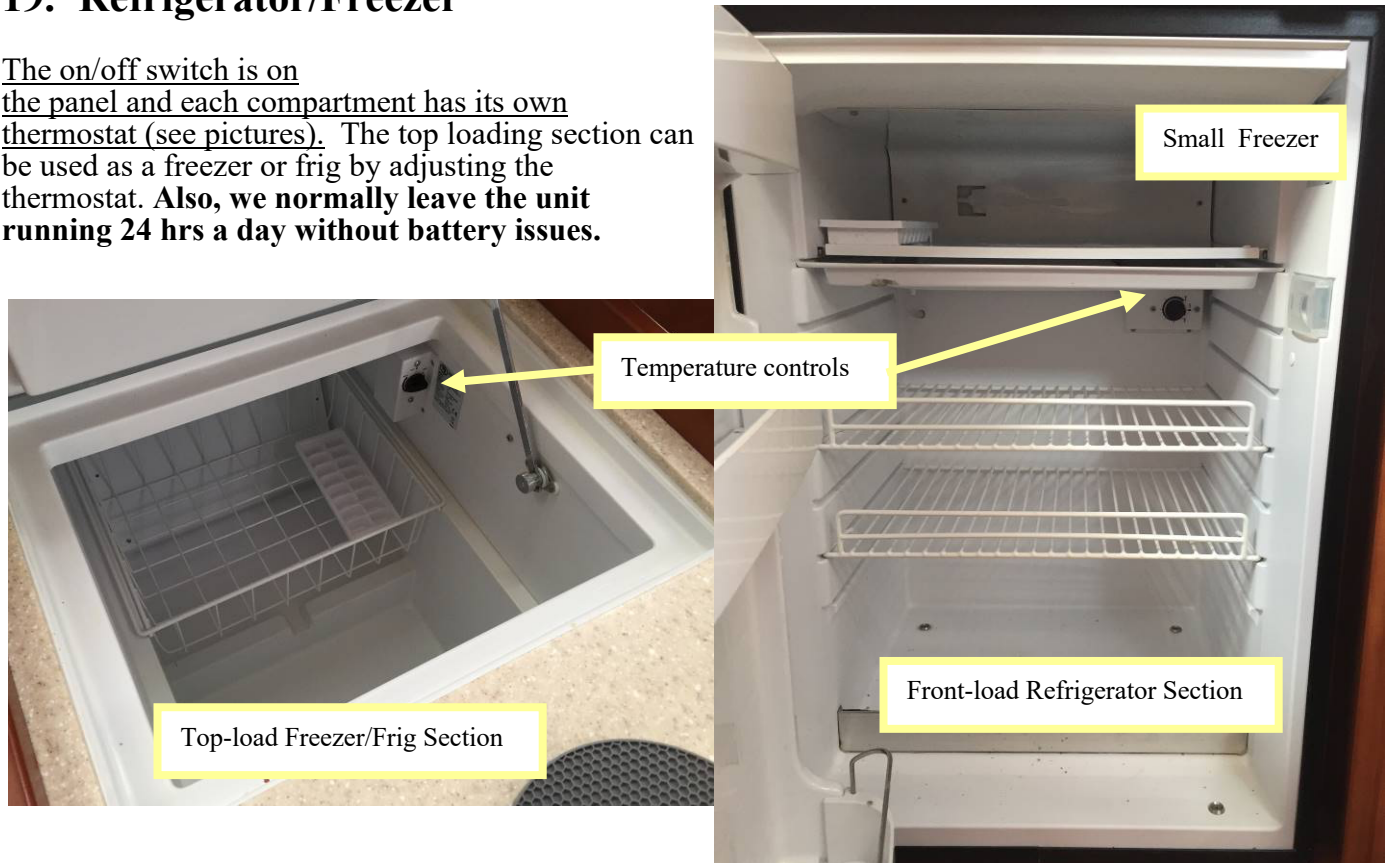 19. Refrigerator/Freezer
The on/off switch is on
the panel and each compartment has its own
thermostat (see pictures). The top loading section can
be used as a freezer or frig by adjusting the
thermostat. Also, we normally leave the unit
running 24 hrs a day without battery issues.
Small Freezer
Temperature controls
Front-load Refrigerator Section
Top-load Freezer/Frig Section